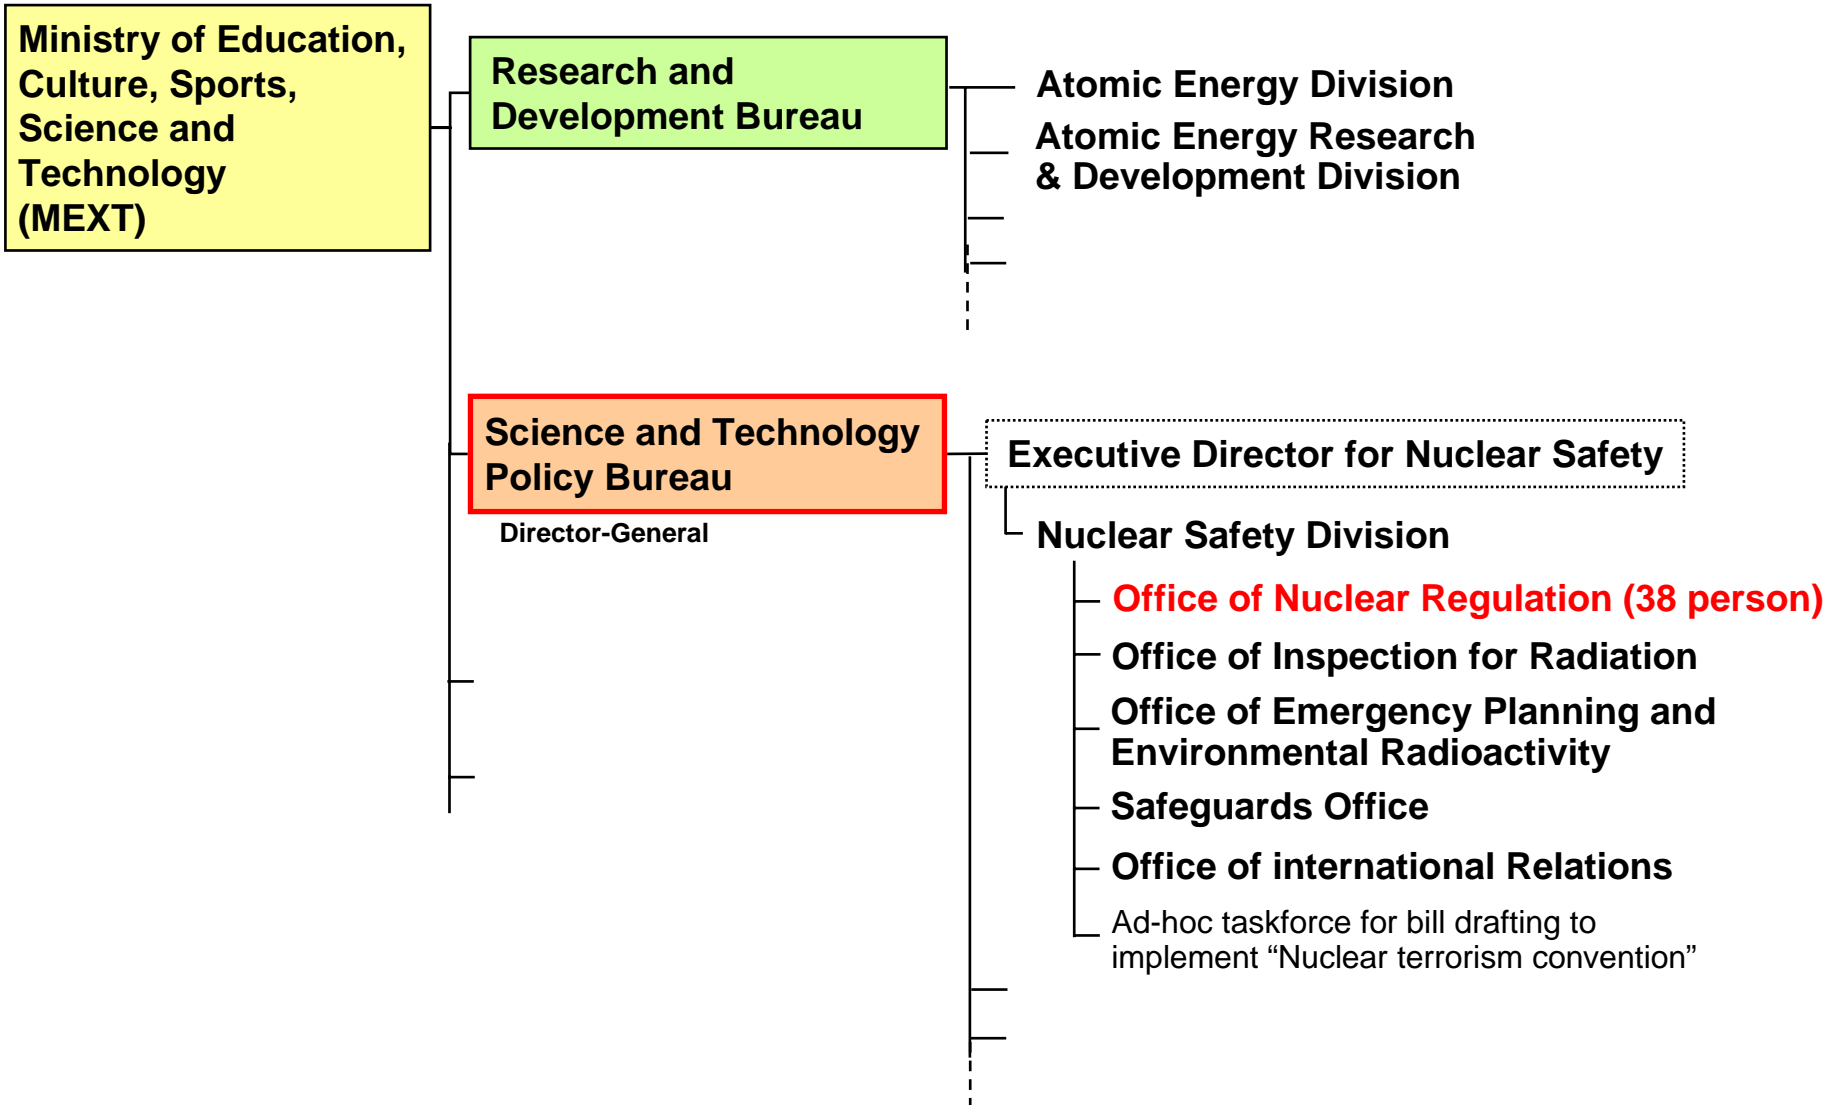 Ministry of Education,
Culture, Sports,
Science and
Technology
(MEXT)
Research and
Development Bureau
Atomic Energy Division
Atomic Energy Research
& Development Division
Science and Technology
Policy Bureau
Director-General
Executive Director for Nuclear Safety
Nuclear Safety Division
Office of Nuclear Regulation (38 person)
Office of Inspection for Radiation
Office of Emergency Planning and
Environmental Radioactivity
Safeguards Office
Office of international Relations
Ad-hoc taskforce for bill drafting to
implement “Nuclear terrorism convention”